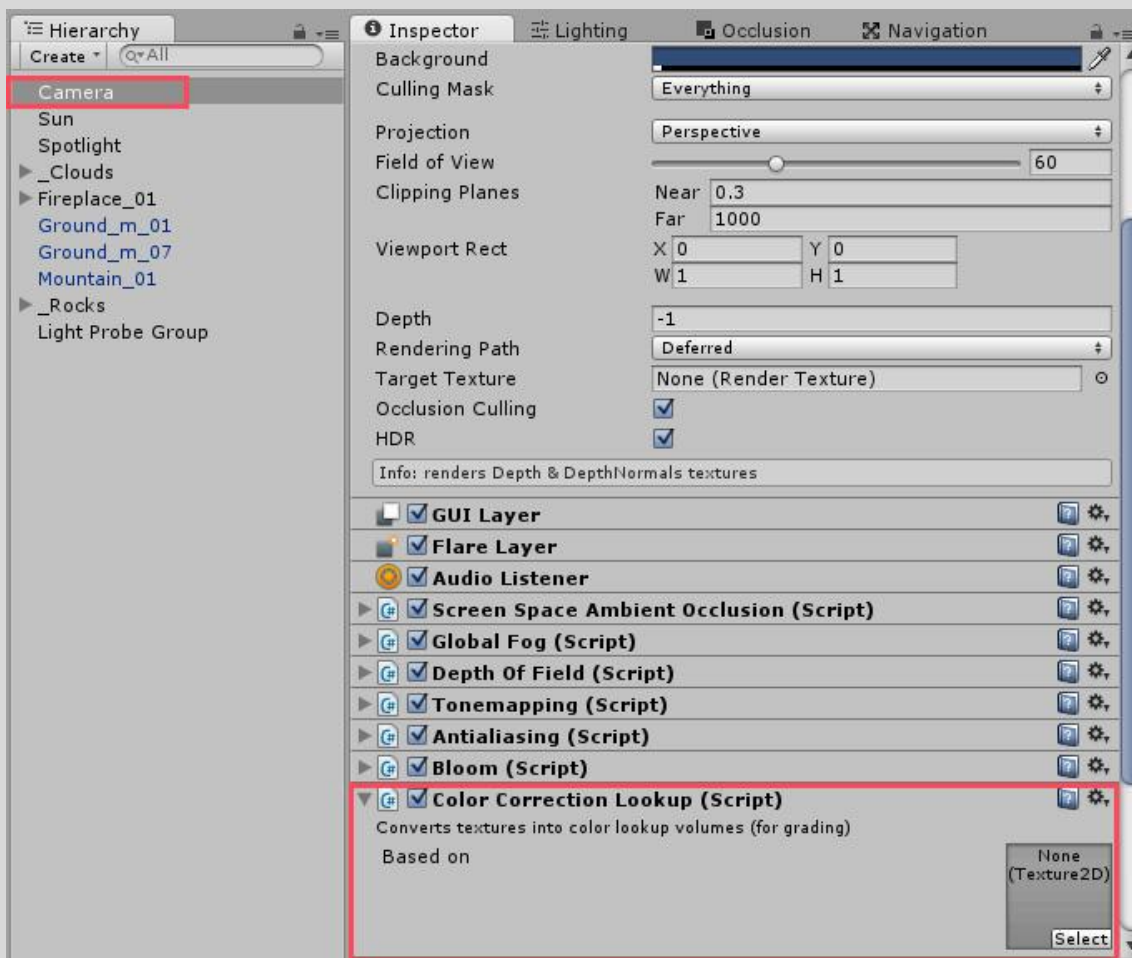 Hierarchy
Create
All
Camera
Sun
Spotlight
_Clouds
Fireplace_01
Ground_m_01
Ground_m_07
Mountain_01
_Rocks
Light Probe Group
Inspector Lighting Occlusion Navigation
Background
Culling Mask Everything
Projection Perspective
Field of View 60
Clipping Planes Near 0.3
Far 1000
Viewport Rect X 0 Y 0
W 1 H 1
Depth -1
Rendering Path Deferred
Target Texture None (Render Texture)
Occlusion Culling
HDR
Info: renders Depth & DepthNormals textures
GUI Layer
Flare Layer
Audio Listener
C# Screen Space Ambient Occlusion (Script)
C# Global Fog (Script)
C# Depth Of Field (Script)
C# Tonemapping (Script)
C# Antialiasing (Script)
C# Bloom (Script)
C# Color Correction Lookup (Script)
Converts textures into color lookup volumes (for grading)
Based on None
(Texture2D)
Select